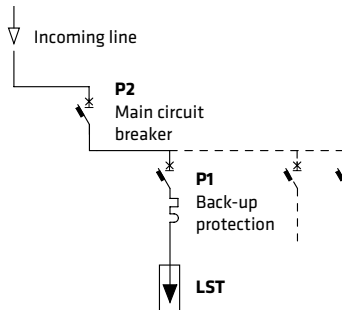 Incoming line
P2
Main circuit
breaker
P1
Back-up
protection
LST